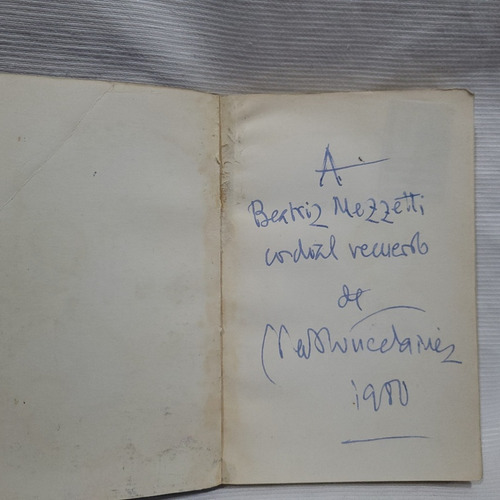 A
Beatriz Mezzetti
cordial recuerdo
de
1980